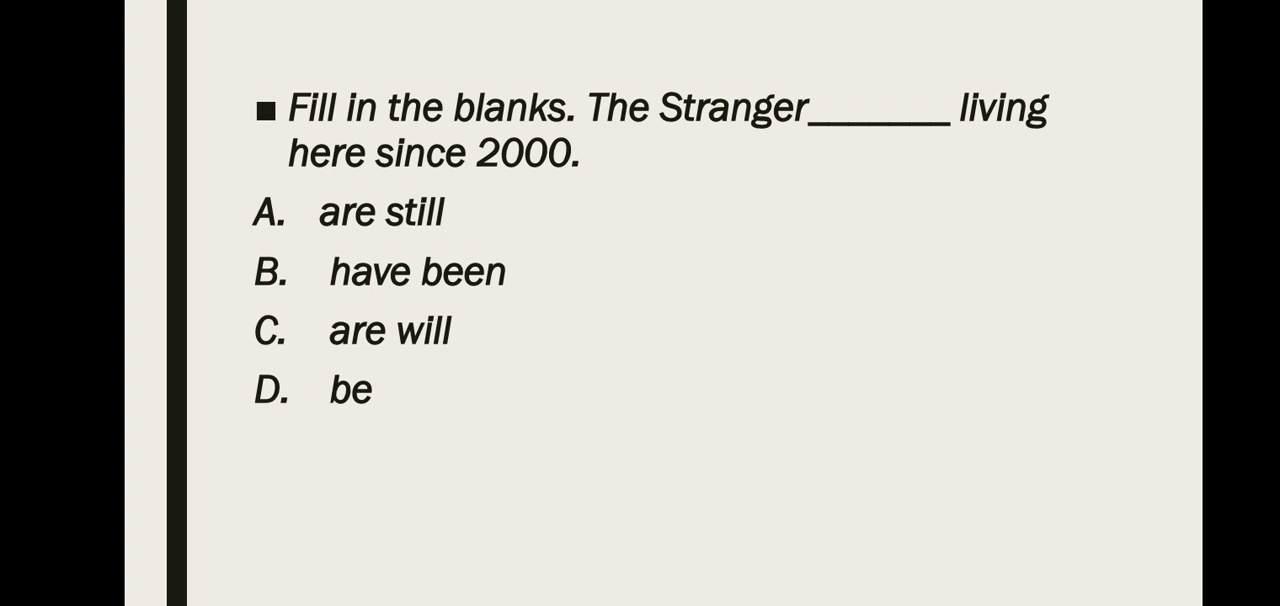 ▪ Fill in the blanks. The Stranger_______ living
here since 2000.
A. are still
B. have been
C. are will
D. be